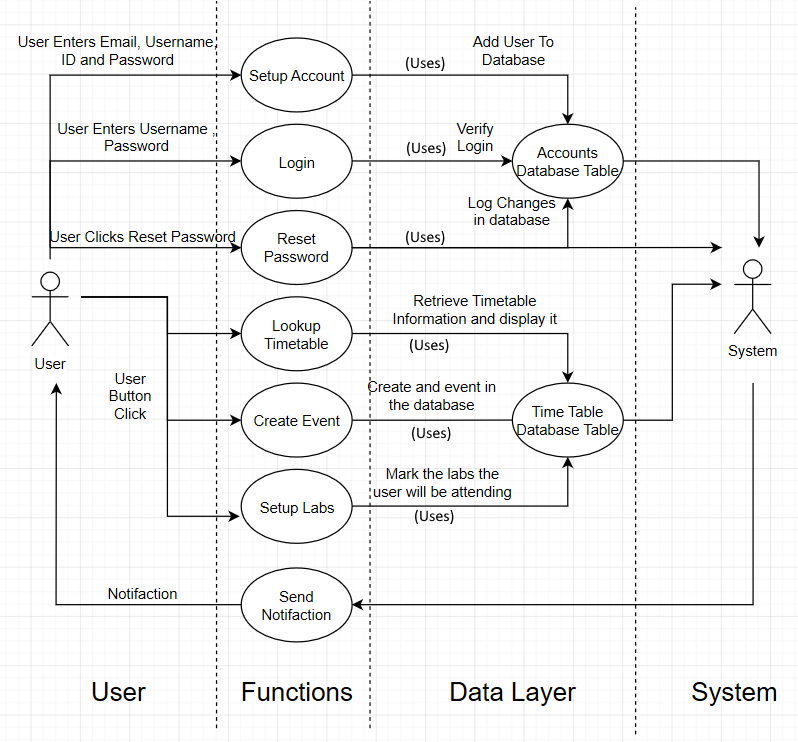 User Enters Email, Username,
ID and Password
Setup Account
(Uses)
Add User To
Database
User Enters Username ,
Password
Login
(Uses)
Verify
Login
Accounts
Database Table
User Clicks Reset Password
Reset
Password
(Uses)
Log Changes
in database
User
System
Lookup
Timetable
Retrieve Timetable
Information and display it
(Uses)
User
Button
Click
Create Event
Create and event in
the database
(Uses)
Time Table
Database Table
Setup Labs
Mark the labs the
user will be attending
(Uses)
Notifaction
Send
Notifaction
User
Functions
Data Layer
System